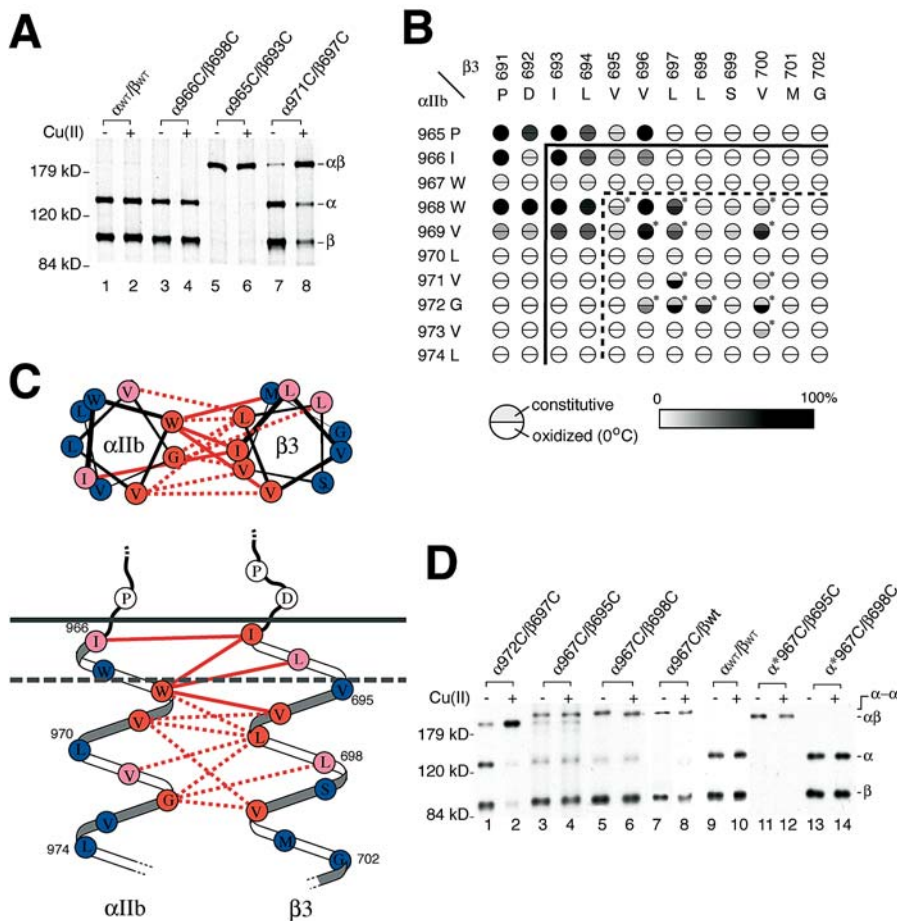 A
αWT/βWT
α966C/β698C
α965C/β693C
α971C/β697C
Cu(II) - + - + - + - +
179 kD
120 kD
84 kD
αβ
α
β
1 2 3 4 5 6 7 8
B
β3
αIIb
691 692 693 694 695 696 697 698 699 700 701 702
P D I L V V L L S V M G
965 P
966 I
967 W
968 W * * *
969 V * * *
970 L
971 V *
972 G * * * *
973 V *
974 L
constitutive
oxidized (0°C)
0 100%
C
V W L L I V V G W
αIIb
M L L L I V V G V S
β3
P P D
966 I I
W L
W V 695
V V
970 L L
V L 698
G S
V V
974 L M
G 702
αIIb β3
D
α972C/β697C
α967C/β695C
α967C/β698C
α967C/βwt
αWT/βWT
α*967C/β695C
α*967C/β698C
Cu(II) - + - + - + - + - + - + - +
α-α
αβ
α
β
179 kD
120 kD
84 kD
1 2 3 4 5 6 7 8 9 10 11 12 13 14